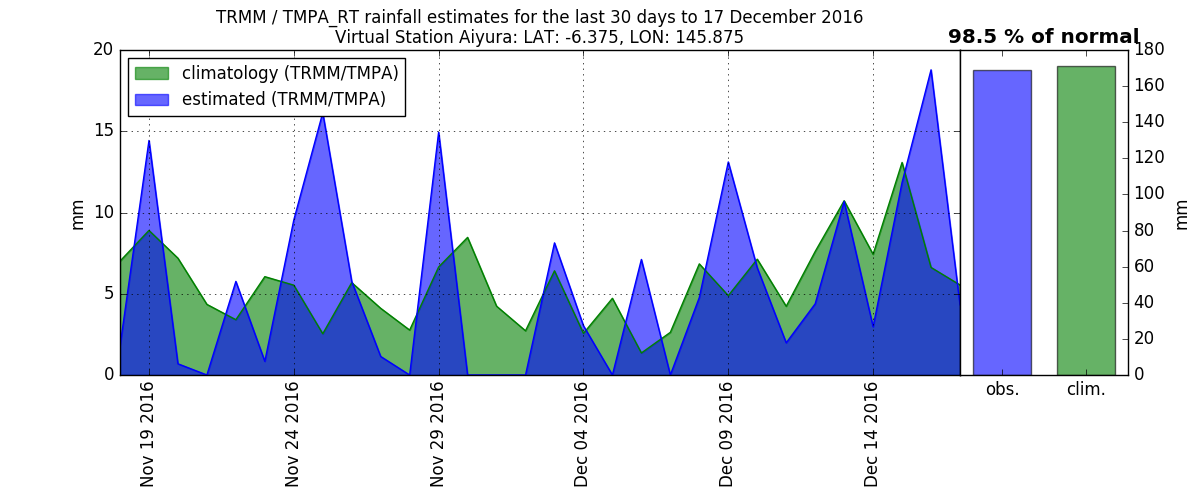 TRMM / TMPA_RT rainfall estimates for the last 30 days to 17 December 2016
Virtual Station Aiyura: LAT: -6.375, LON: 145.875
98.5 % of normal
climatology (TRMM/TMPA)
estimated (TRMM/TMPA)
20
15
10
5
0
mm
Nov 19 2016
Nov 24 2016
Nov 29 2016
Dec 04 2016
Dec 09 2016
Dec 14 2016
180
160
140
120
100
80
60
40
20
0
mm
obs.
clim.